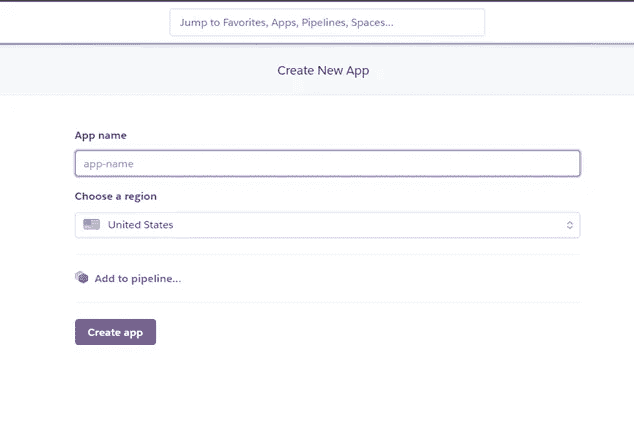 Jump to Favorites, Apps, Pipelines, Spaces...
Create New App
App name
app-name
Choose a region
United States
Add to pipeline...
Create app